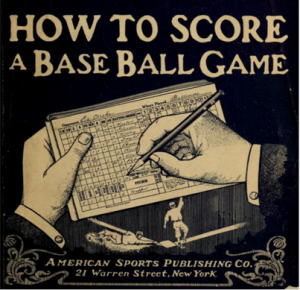 HOW TO SCORE
A BASE BALL GAME
AMERICAN SPORTS PUBLISHING CO.
21 Warren Street, New York